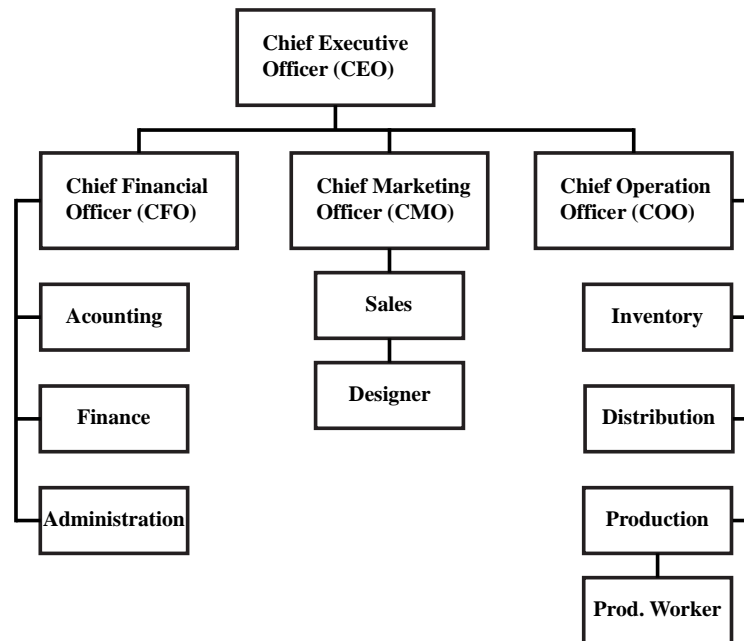 Chief Executive
Officer (CEO)
Chief Financial
Officer (CFO)
Chief Marketing
Officer (CMO)
Chief Operation
Officer (COO)
Acounting
Sales
Inventory
Finance
Designer
Distribution
Administration
Production
Prod. Worker